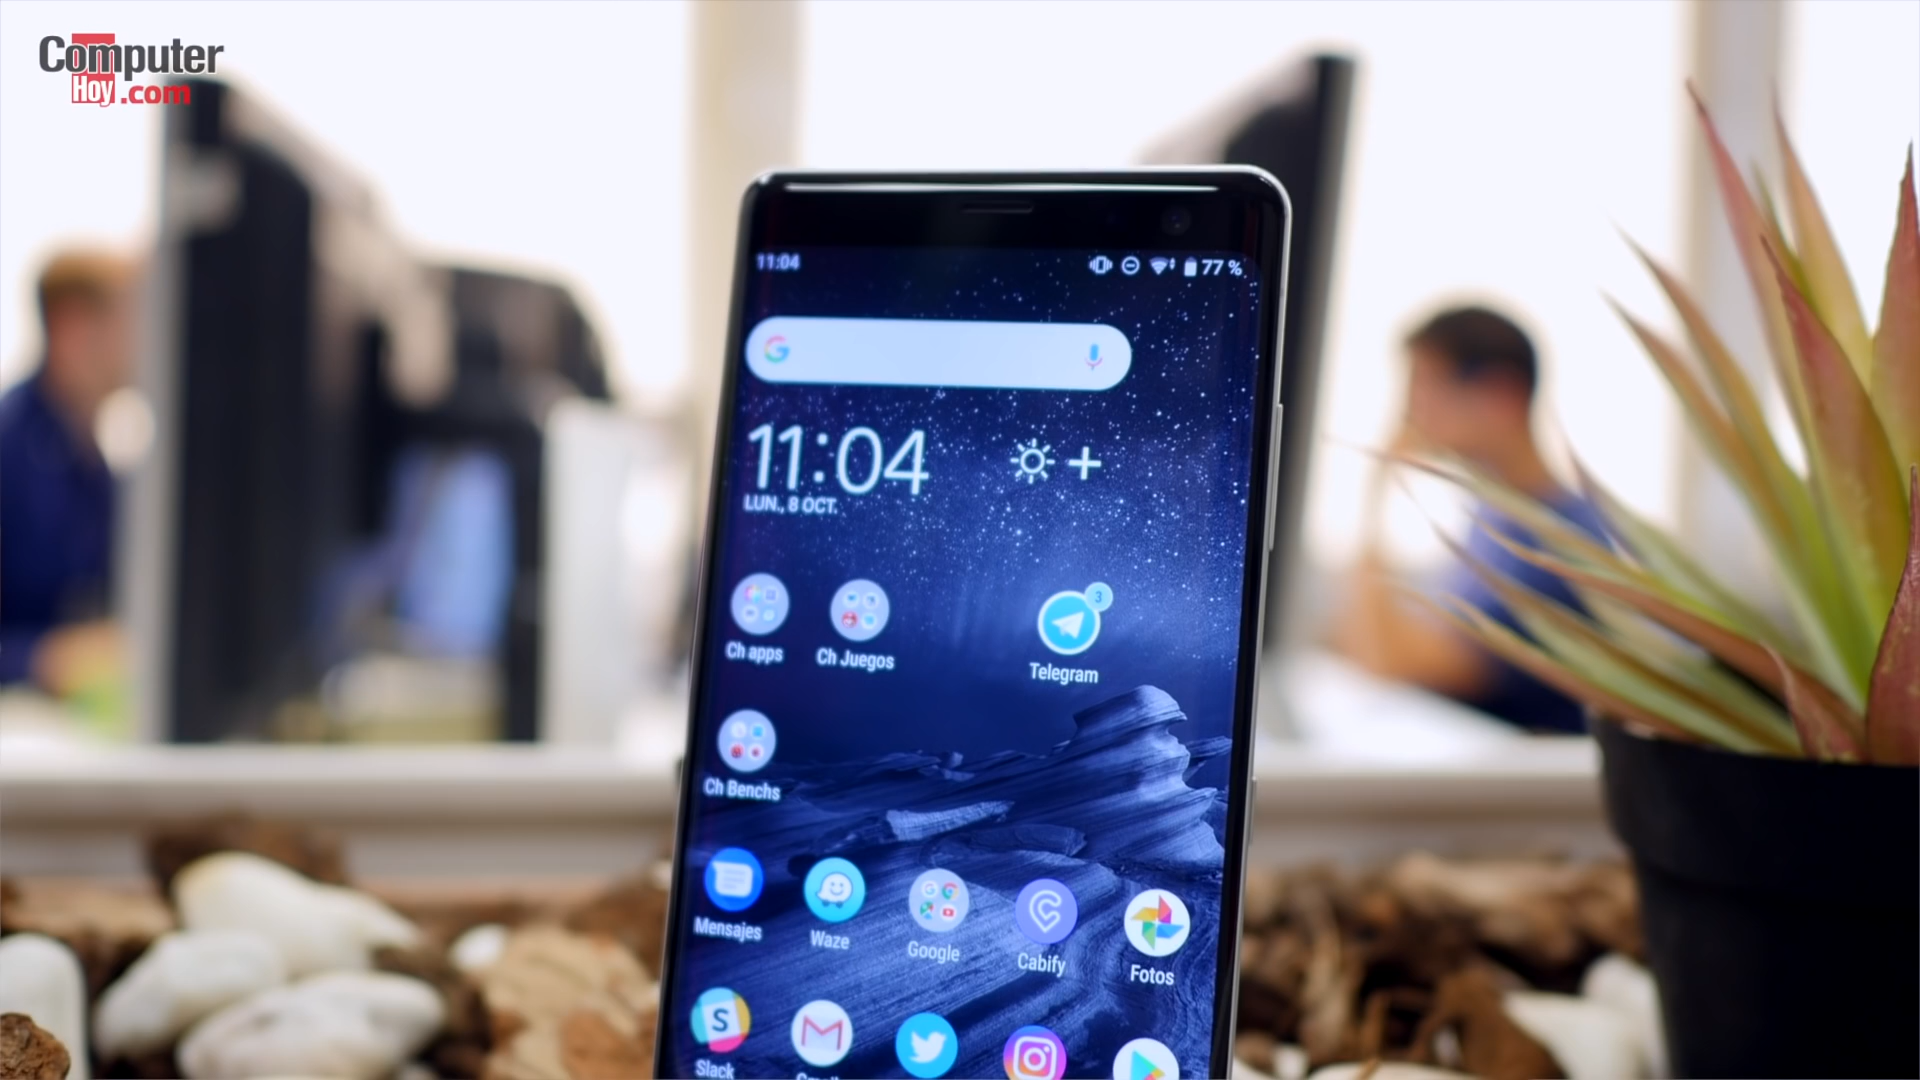 Computer
Hoy.com
11:04
77 %
11:04
LUN., 8 OCT.
3
Ch apps
Ch Juegos
Telegram
Ch Benchs
Mensajes
Waze
Google
Cabify
Fotos
Slack